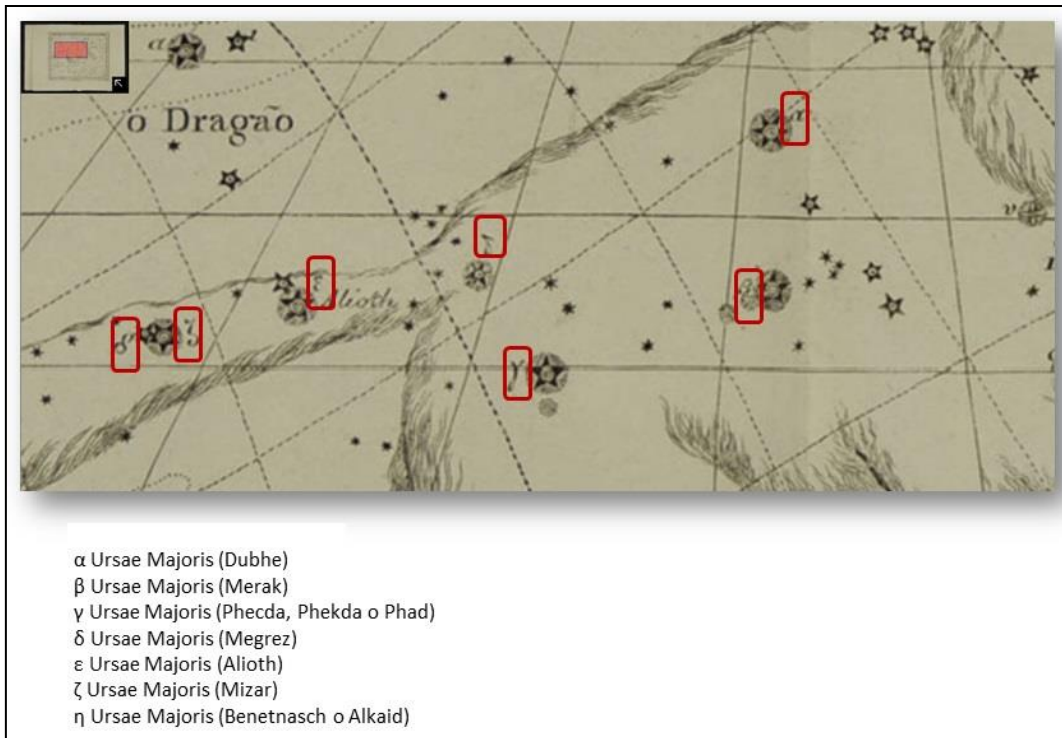 α
o Dragaõ
α
ν
ε
Alioth
g ζ
γ
β
α Ursae Majoris (Dubhe)
β Ursae Majoris (Merak)
γ Ursae Majoris (Phecda, Phekda o Phad)
δ Ursae Majoris (Megrez)
ε Ursae Majoris (Alioth)
ζ Ursae Majoris (Mizar)
η Ursae Majoris (Benetnasch o Alkaid)